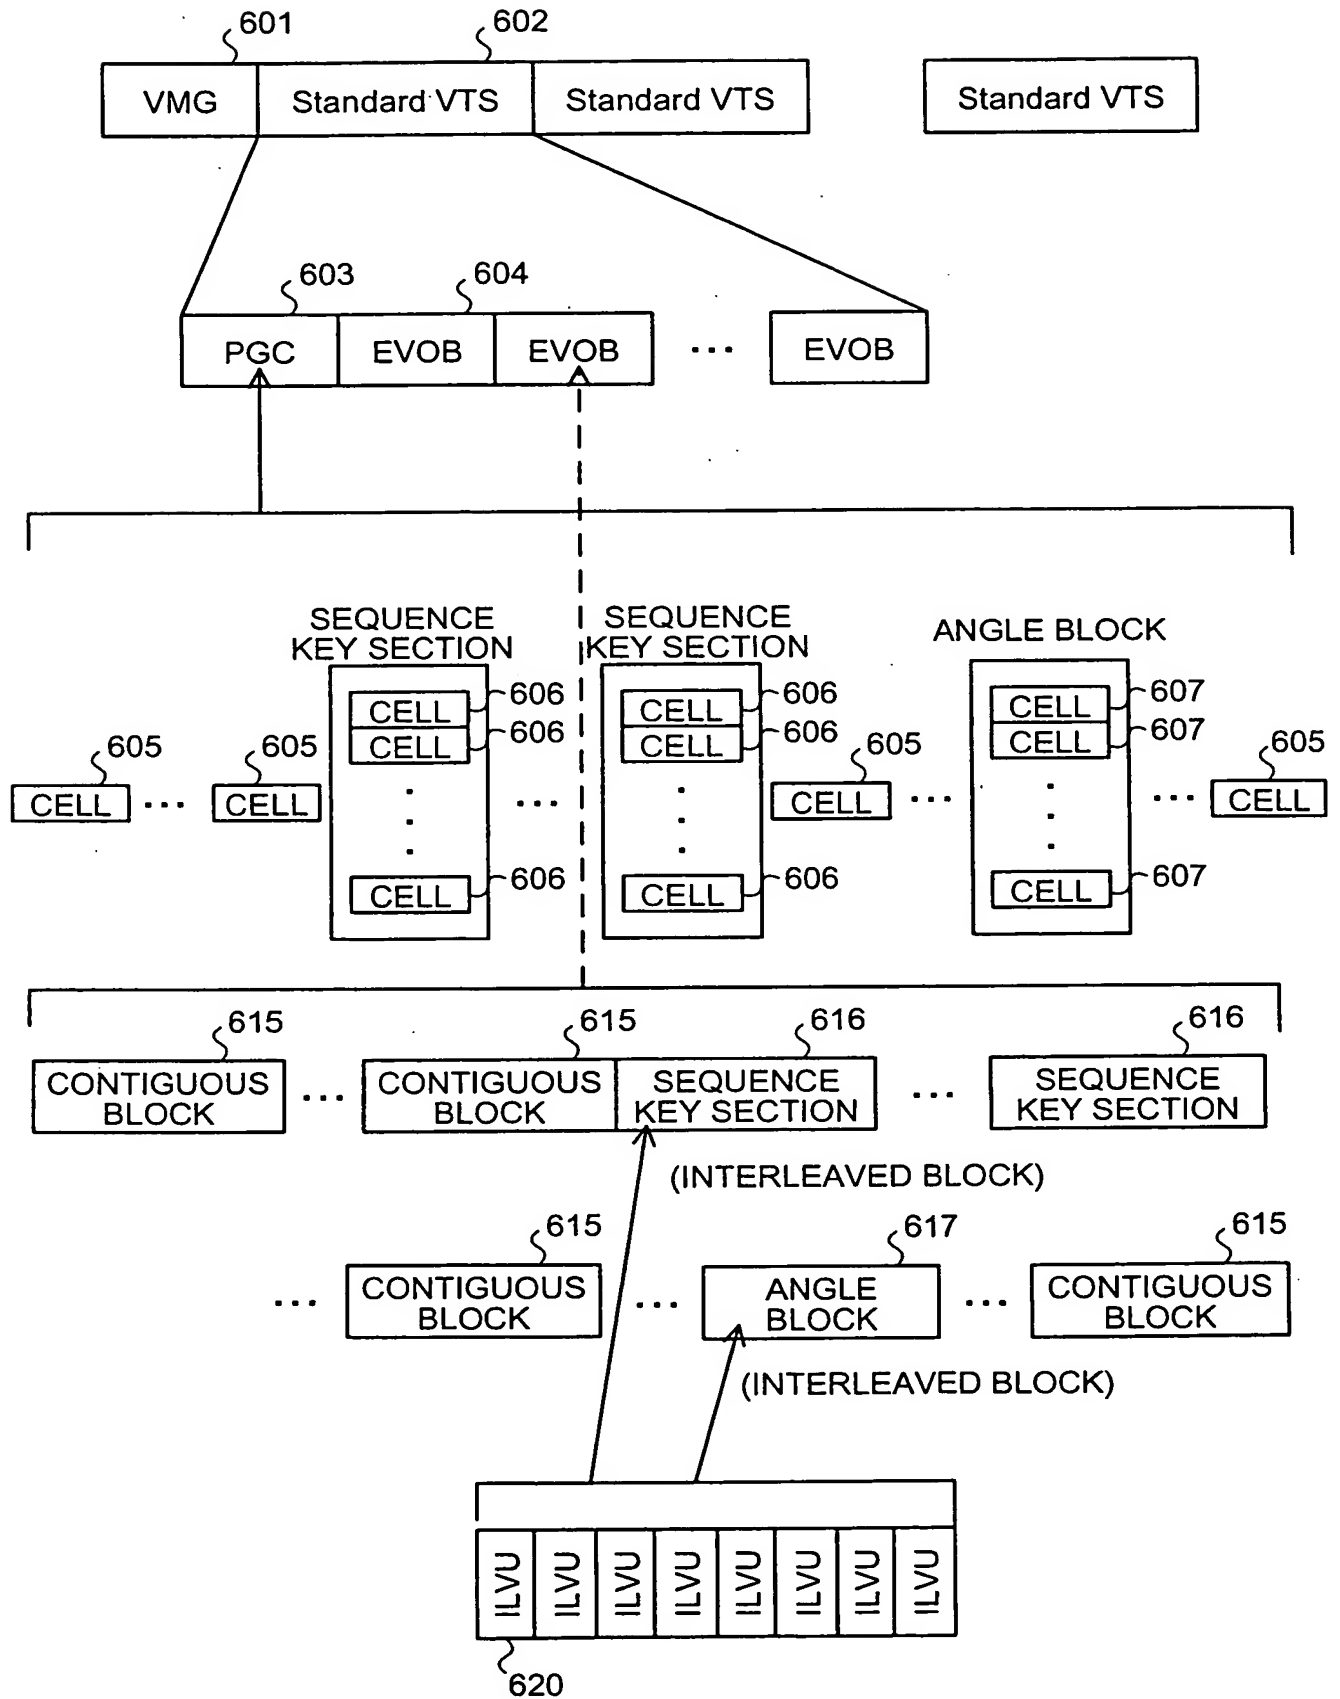 601 602
VMG Standard VTS Standard VTS Standard VTS
603 604
PGC EVOB EVOB ... EVOB
SEQUENCE KEY SECTION
SEQUENCE KEY SECTION
ANGLE BLOCK
CELL 606 CELL 606 CELL 607
CELL 606 CELL 606 CELL 607
605 605 605 605
CELL ... CELL ... CELL ... ... CELL
CELL 606 CELL 606 CELL 607
615 615 616 616
CONTIGUOUS BLOCK ... CONTIGUOUS BLOCK SEQUENCE KEY SECTION ... SEQUENCE KEY SECTION
(INTERLEAVED BLOCK)
615 617 615
... CONTIGUOUS BLOCK ... ANGLE BLOCK ... CONTIGUOUS BLOCK
(INTERLEAVED BLOCK)
ILVU ILVU ILVU ILVU ILVU ILVU ILVU ILVU
620